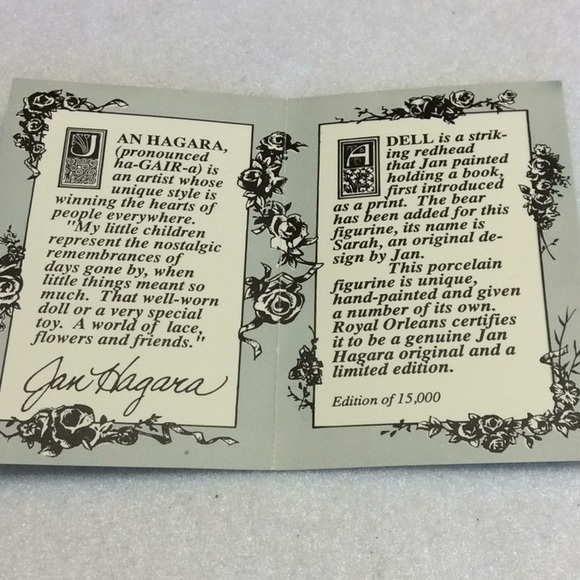 JAN HAGARA,
(pronounced
ha-GAIR-a) is
an artist whose
unique style is
winning the hearts of
people everywhere.
"My little children
represent the nostalgic
remembrances of
days gone by, when
little things meant so
much. That well-worn
doll or a very special
toy. A world of lace,
flowers and friends."
Jan Hagara
ADELL is a strik-
ing redhead
that Jan painted
holding a book,
first introduced
as a print. The bear
has been added for this
figurine, its name is
Sarah, an original de-
sign by Jan.
This porcelain
figurine is unique,
hand-painted and given
a number of its own.
Royal Orleans certifies
it to be a genuine Jan
Hagara original and a
limited edition.
Edition of 15,000